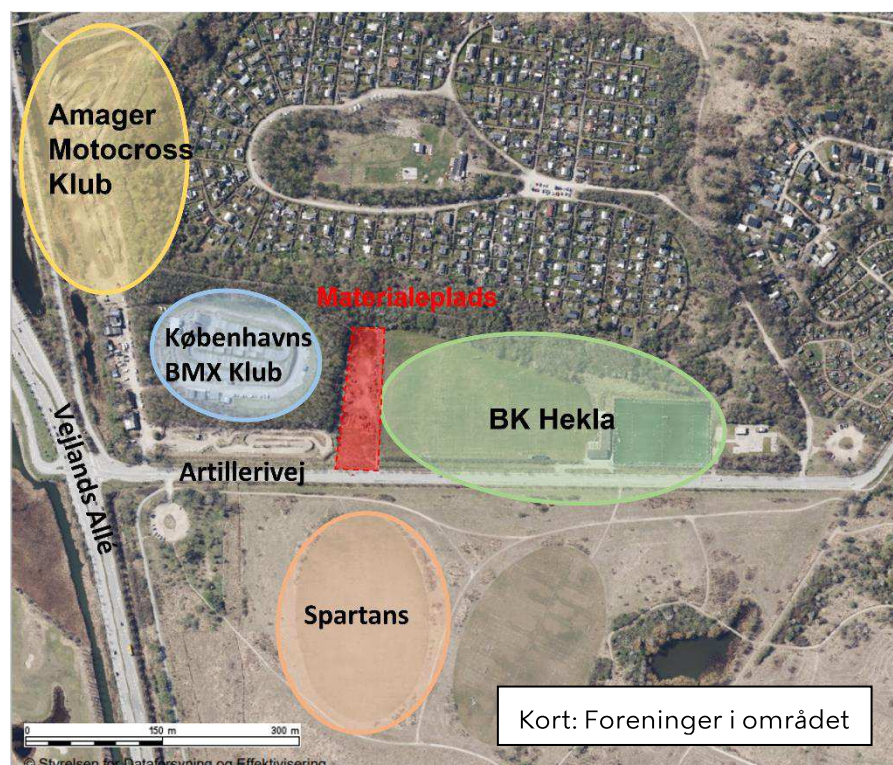 Amager
Motocross
Klub
Materialeplads
Københavns
BMX Klub
BK Hekla
Artillerivej
Vejlands Allé
Spartans
Kort: Foreninger i området
0 150 m 300 m
© Styrelsen for Dataforsyning og Effektivisering